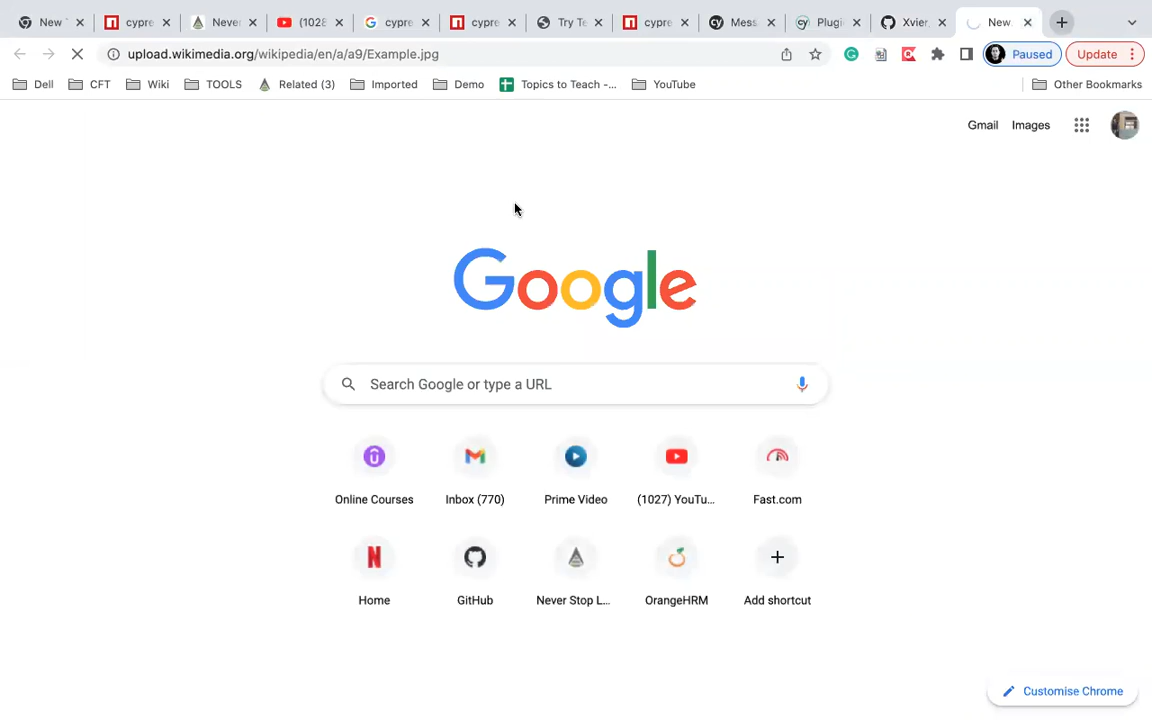 New T
cypre
Never
(1028
cypre
cypre
Try Te
cypre
Mess
Plugi
Xvier
New
upload.wikimedia.org/wikipedia/en/a/a9/Example.jpg
Paused
Update
Dell
CFT
Wiki
TOOLS
Related (3)
Imported
Demo
Topics to Teach -...
YouTube
Other Bookmarks
Gmail
Images
Google
Search Google or type a URL
Online Courses
Inbox (770)
Prime Video
(1027) YouTu...
Fast.com
Home
GitHub
Never Stop L...
OrangeHRM
Add shortcut
Customise Chrome